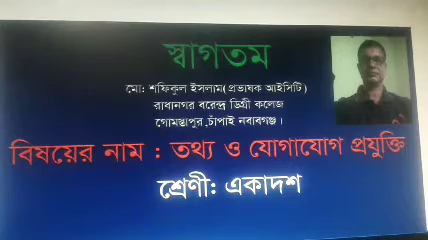 স্বাগতম
মো: শফিকুল ইসলাম(প্রভাষক আইসিটি)
রাধানগর বরেন্দ্র ডিগ্রী কলেজ
গোমস্তাপুর,চাঁপাই নবাবগঞ্জ।
বিষয়ের নাম : তথ্য ও যোগাযোগ প্রযুক্তি
শ্রেণী: একাদশ